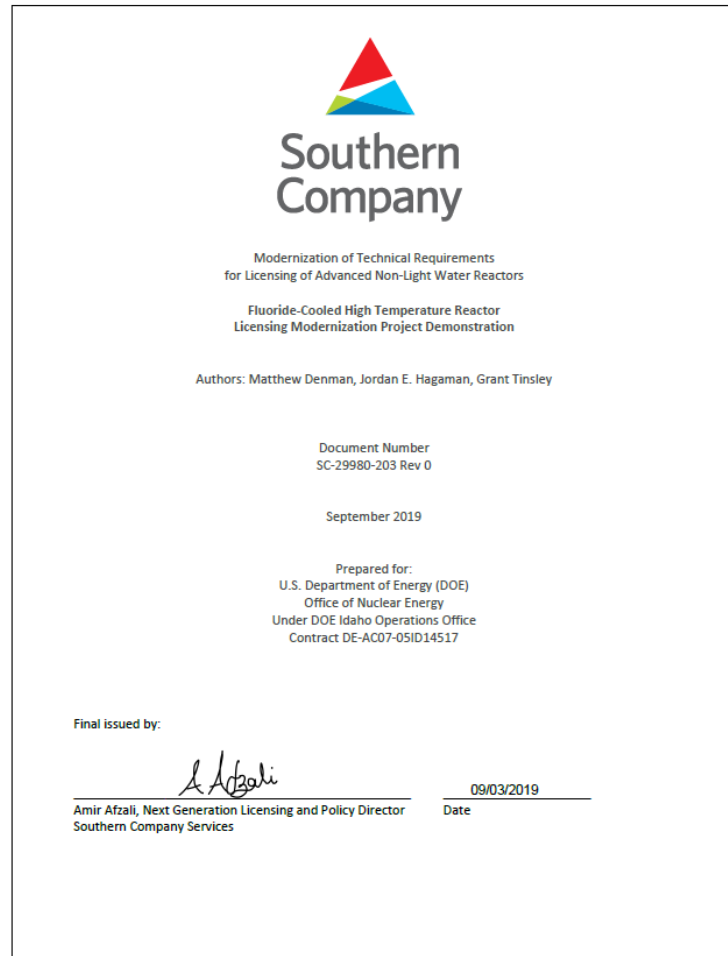 Southern
Company
Modernization of Technical Requirements
for Licensing of Advanced Non-Light Water Reactors
Fluoride-Cooled High Temperature Reactor
Licensing Modernization Project Demonstration
Authors: Matthew Denman, Jordan E. Hagaman, Grant Tinsley
Document Number
SC-29980-203 Rev 0
September 2019
Prepared for:
U.S. Department of Energy (DOE)
Office of Nuclear Energy
Under DOE Idaho Operations Office
Contract DE-AC07-05ID14517
Final issued by:
A Afzali
09/03/2019
Amir Afzali, Next Generation Licensing and Policy Director
Date
Southern Company Services